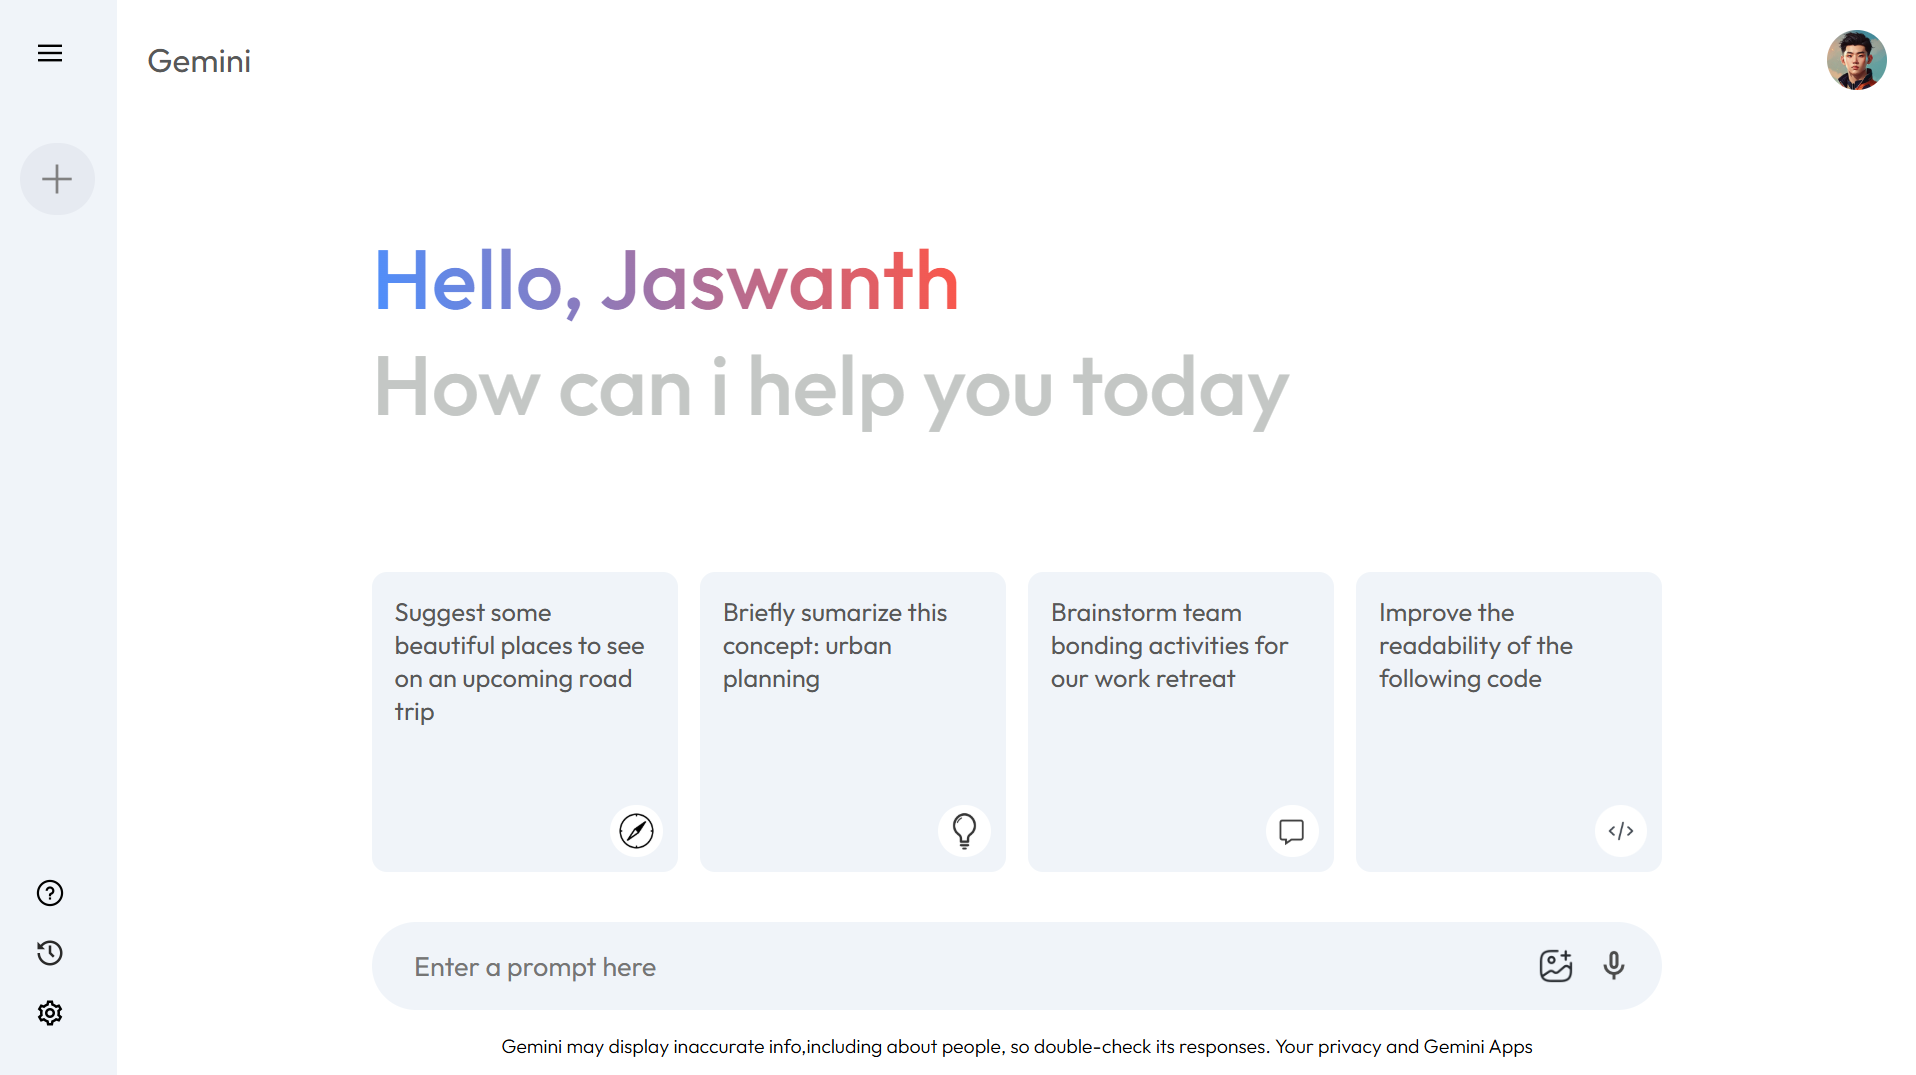 Gemini
Hello, Jaswanth
How can i help you today
Suggest some
beautiful places to see
on an upcoming road
trip
Briefly sumarize this
concept: urban
planning
Brainstorm team
bonding activities for
our work retreat
Improve the
readability of the
following code
Enter a prompt here
Gemini may display inaccurate info,including about people, so double-check its responses. Your privacy and Gemini Apps